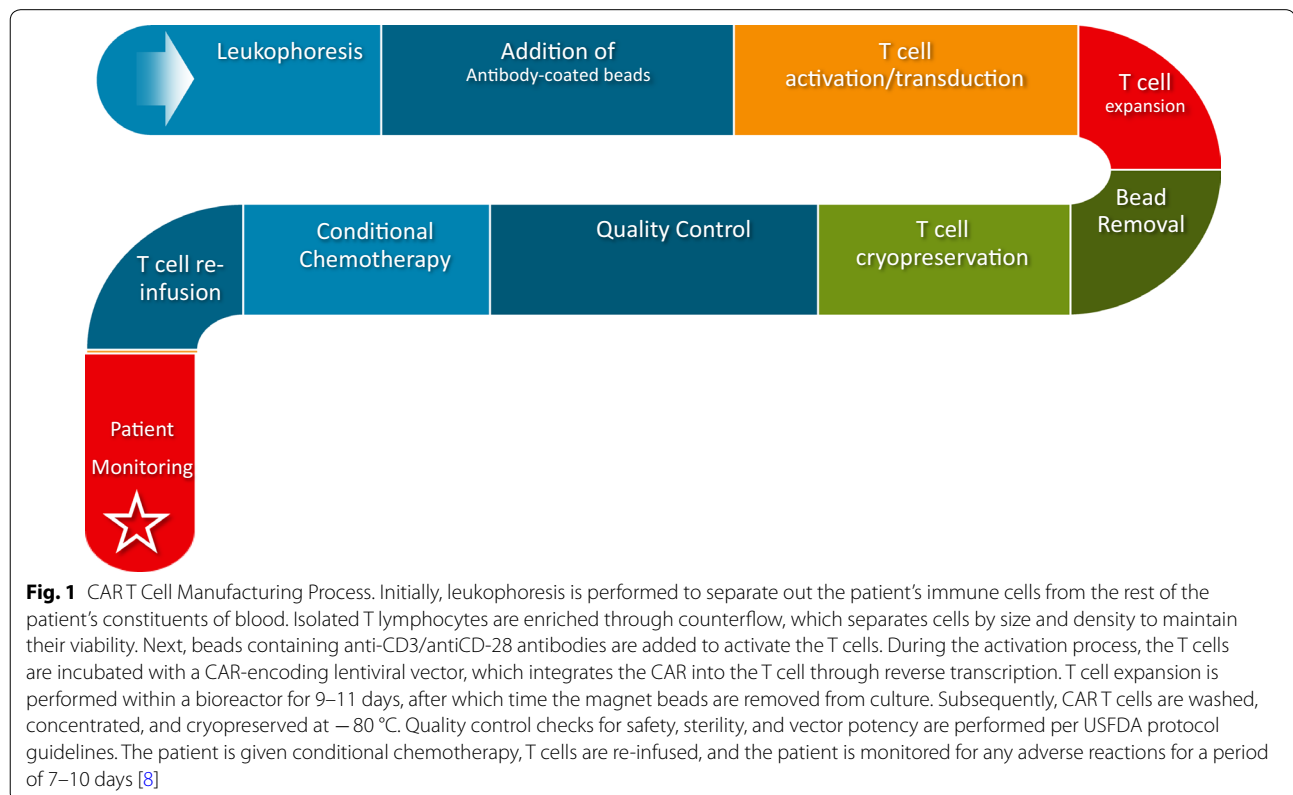 Leukophoresis
Addition of
Antibody-coated beads
T cell
activation/transduction
T cell
expansion
Bead
Removal
T cell
cryopreservation
Quality Control
Conditional
Chemotherapy
T cell re-
infusion
Patient
Monitoring
Fig. 1 CAR T Cell Manufacturing Process. Initially, leukophoresis is performed to separate out the patient’s immune cells from the rest of the
patient’s constituents of blood. Isolated T lymphocytes are enriched through counterflow, which separates cells by size and density to maintain
their viability. Next, beads containing anti-CD3/antiCD-28 antibodies are added to activate the T cells. During the activation process, the T cells
are incubated with a CAR-encoding lentiviral vector, which integrates the CAR into the T cell through reverse transcription. T cell expansion is
performed within a bioreactor for 9–11 days, after which time the magnet beads are removed from culture. Subsequently, CAR T cells are washed,
concentrated, and cryopreserved at − 80 °C. Quality control checks for safety, sterility, and vector potency are performed per USFDA protocol
guidelines. The patient is given conditional chemotherapy, T cells are re-infused, and the patient is monitored for any adverse reactions for a period
of 7–10 days [8]